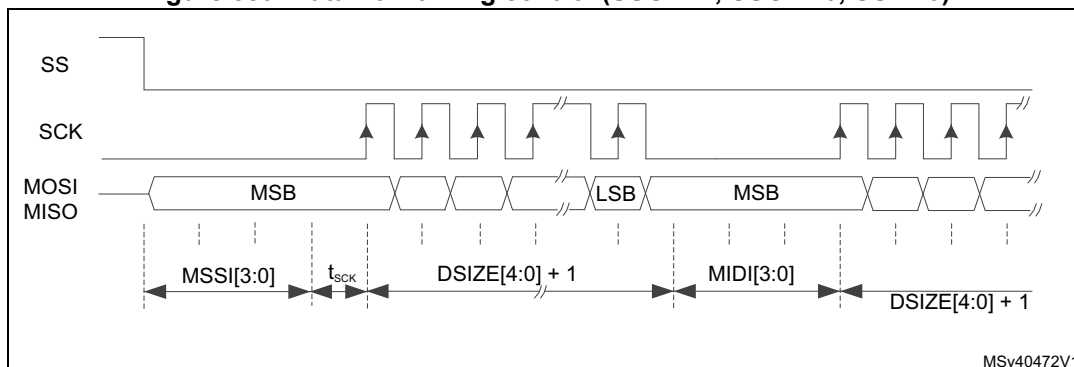 SS
SCK
MOSI
MISO
MSB
LSB
MSB
MSSI[3:0]
tSCK
DSIZE[4:0] + 1
MIDI[3:0]
DSIZE[4:0] + 1
MSv40472V1